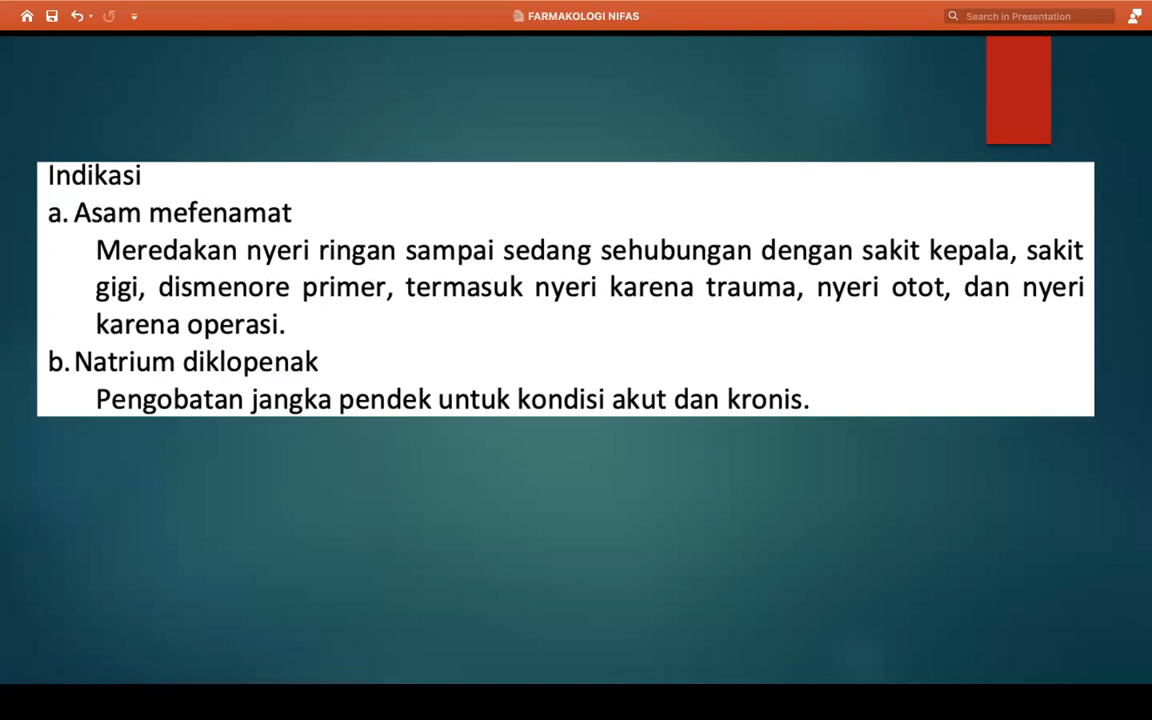 FARMAKOLOGI NIFAS
Search in Presentation
Indikasi
a. Asam mefenamat
Meredakan nyeri ringan sampai sedang sehubungan dengan sakit kepala, sakit
gigi, dismenore primer, termasuk nyeri karena trauma, nyeri otot, dan nyeri
karena operasi.
b. Natrium diklopenak
Pengobatan jangka pendek untuk kondisi akut dan kronis.